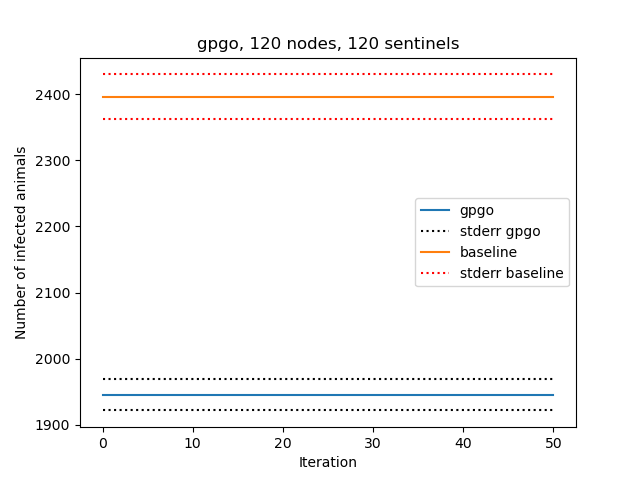 gpgo, 120 nodes, 120 sentinels
Number of infected animals
2400
2300
2200
2100
2000
1900
gpgo
stderr gpgo
baseline
stderr baseline
0 10 20 30 40 50
Iteration